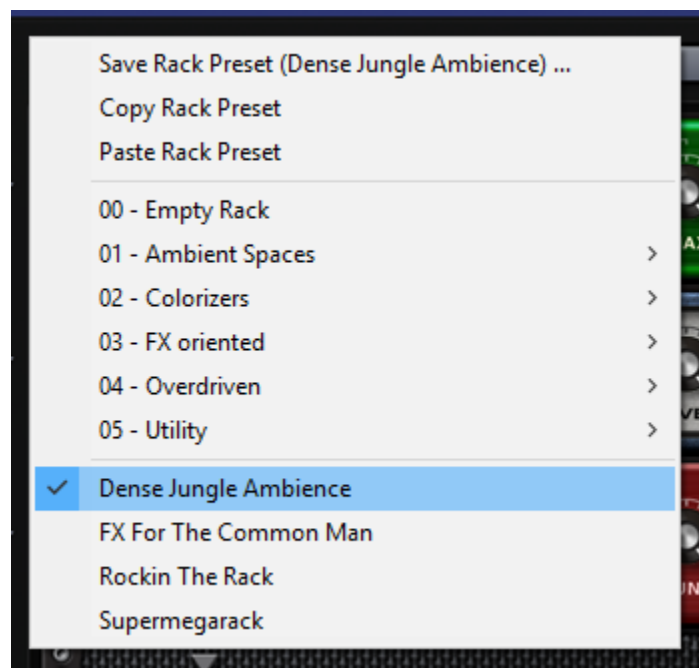 Save Rack Preset (Dense Jungle Ambience) ...
Copy Rack Preset
Paste Rack Preset
00 - Empty Rack
01 - Ambient Spaces
02 - Colorizers
03 - FX oriented
04 - Overdriven
05 - Utility
Dense Jungle Ambience
FX For The Common Man
Rockin The Rack
Supermegarack